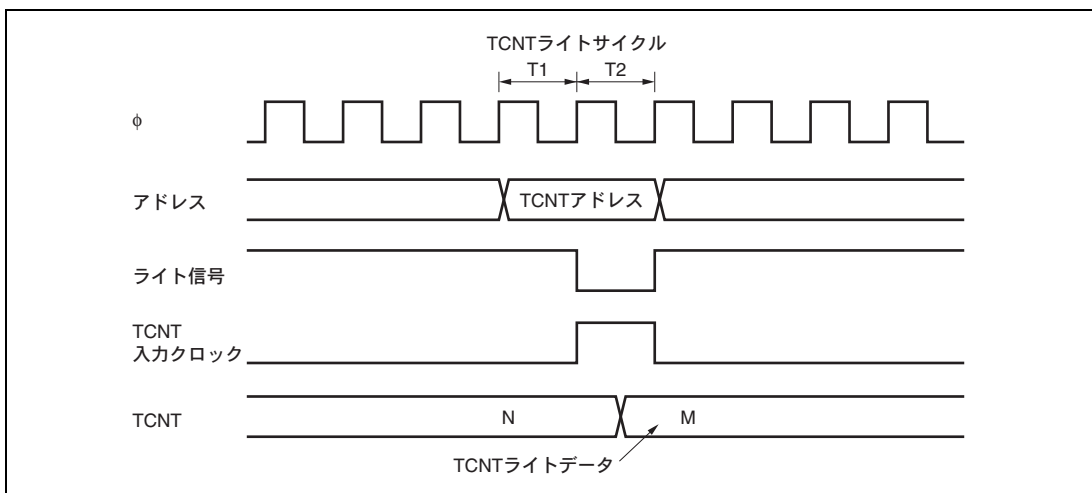 TCNTライトサイクル
T1 T2
φ
アドレス
TCNTアドレス
ライト信号
TCNT
入力クロック
TCNT
N
M
TCNTライトデータ